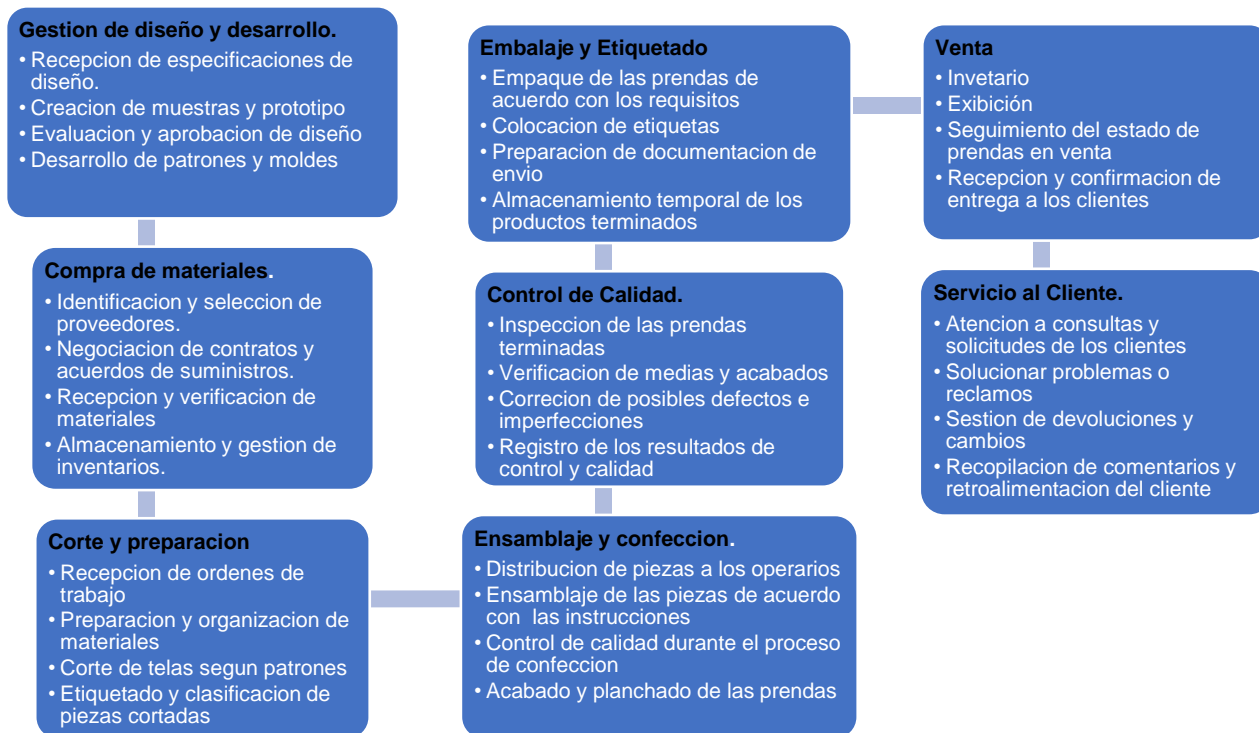 Gestion de diseño y desarrollo.
• Recepcion de especificaciones de
diseño.
• Creacion de muestras y prototipo
• Evaluacion y aprobacion de diseño
• Desarrollo de patrones y moldes
Compra de materiales.
• Identificacion y seleccion de
proveedores.
• Negociacion de contratos y
acuerdos de suministros.
• Recepcion y verificacion de
materiales
• Almacenamiento y gestion de
inventarios.
Corte y preparacion
• Recepcion de ordenes de
trabajo
• Preparacion y organizacion de
materiales
• Corte de telas segun patrones
• Etiquetado y clasificacion de
piezas cortadas
Ensamblaje y confeccion.
• Distribucion de piezas a los operarios
• Ensamblaje de las piezas de acuerdo
con las instrucciones
• Control de calidad durante el proceso
de confeccion
• Acabado y planchado de las prendas
Control de Calidad.
• Inspeccion de las prendas
terminadas
• Verificacion de medias y acabados
• Correcion de posibles defectos e
imperfecciones
• Registro de los resultados de
control y calidad
Embalaje y Etiquetado
• Empaque de las prendas de
acuerdo con los requisitos
• Colocacion de etiquetas
• Preparacion de documentacion de
envio
• Almacenamiento temporal de los
productos terminados
Venta
• Invetario
• Exibición
• Seguimiento del estado de
prendas en venta
• Recepcion y confirmacion de
entrega a los clientes
Servicio al Cliente.
• Atencion a consultas y
solicitudes de los clientes
• Solucionar problemas o
reclamos
• Sestion de devoluciones y
cambios
• Recopilacion de comentarios y
retroalimentacion del cliente